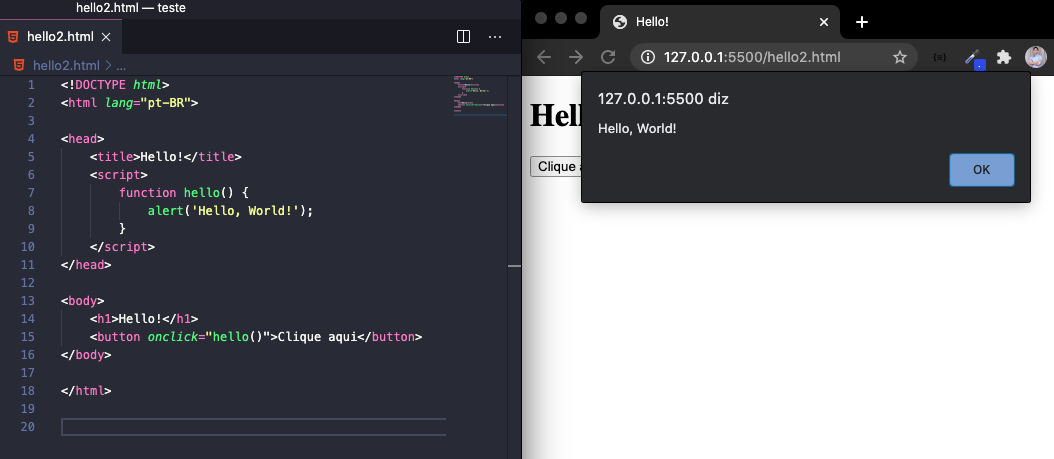 hello2.html — teste
hello2.html
hello2.html > ...
1 <!DOCTYPE html>
2 <html lang="pt-BR">
3
4 <head>
5 <title>Hello!</title>
6 <script>
7 function hello() {
8 alert('Hello, World!');
9 }
10 </script>
11 </head>
12
13 <body>
14 <h1>Hello!</h1>
15 <button onclick="hello()">Clique aqui</button>
16 </body>
17
18 </html>
19
20
Hello!
127.0.0.1:5500/hello2.html
Hell
Clique a
127.0.0.1:5500 diz
Hello, World!
OK